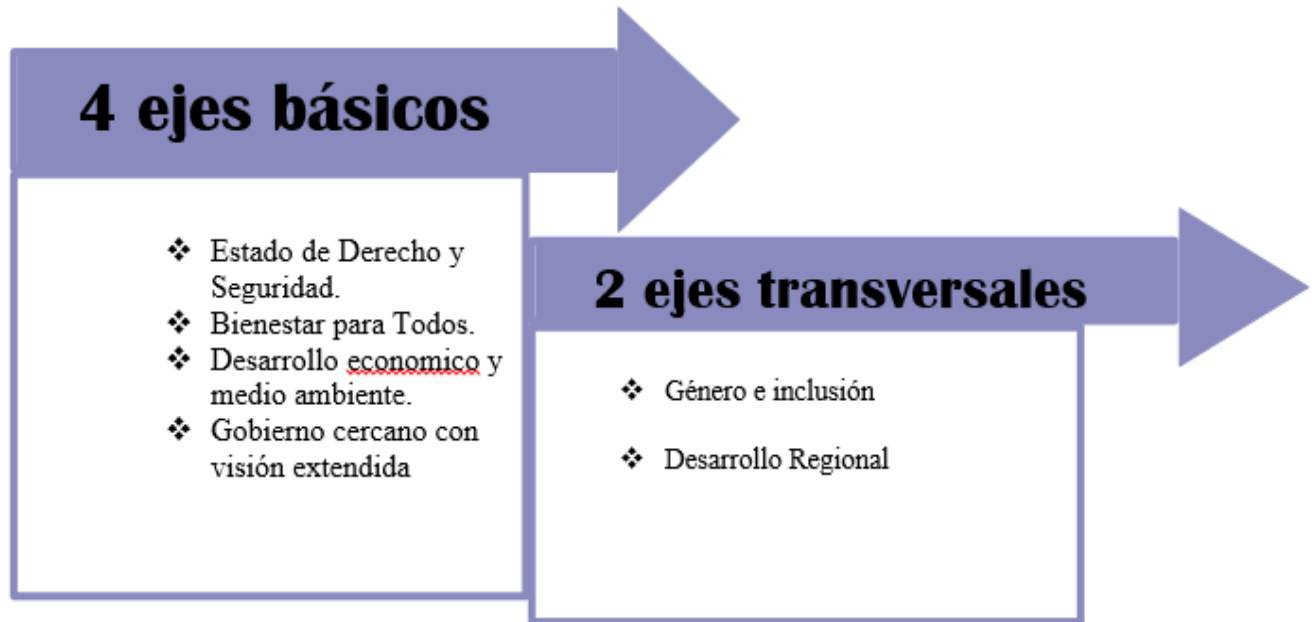 4 ejes básicos
❖ Estado de Derecho y
Seguridad.
❖ Bienestar para Todos.
❖ Desarrollo economico y
medio ambiente.
❖ Gobierno cercano con
visión extendida
2 ejes transversales
❖ Género e inclusión
❖ Desarrollo Regional